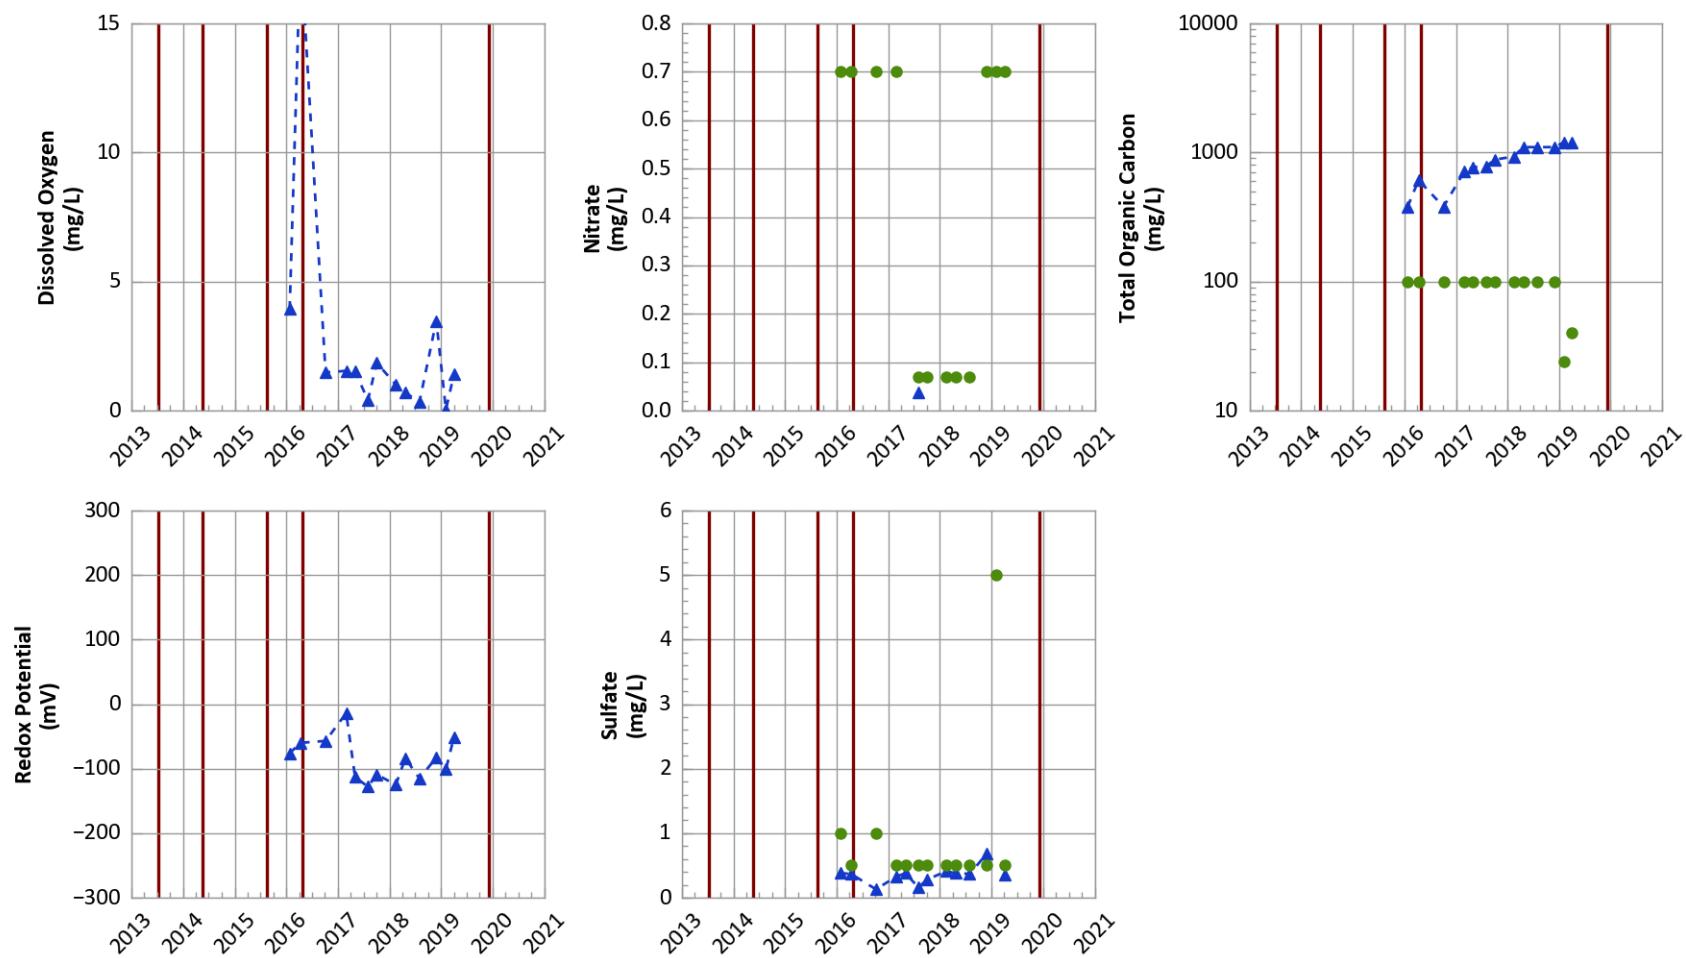 Dissolved Oxygen
(mg/L)
15
10
5
0
2013 2014 2015 2016 2017 2018 2019 2020 2021
Nitrate
(mg/L)
0.8
0.7
0.6
0.5
0.4
0.3
0.2
0.1
0.0
2013 2014 2015 2016 2017 2018 2019 2020 2021
Total Organic Carbon
(mg/L)
10000
1000
100
10
2013 2014 2015 2016 2017 2018 2019 2020 2021
Redox Potential
(mV)
300
200
100
0
−100
−200
−300
2013 2014 2015 2016 2017 2018 2019 2020 2021
Sulfate
(mg/L)
6
5
4
3
2
1
0
2013 2014 2015 2016 2017 2018 2019 2020 2021